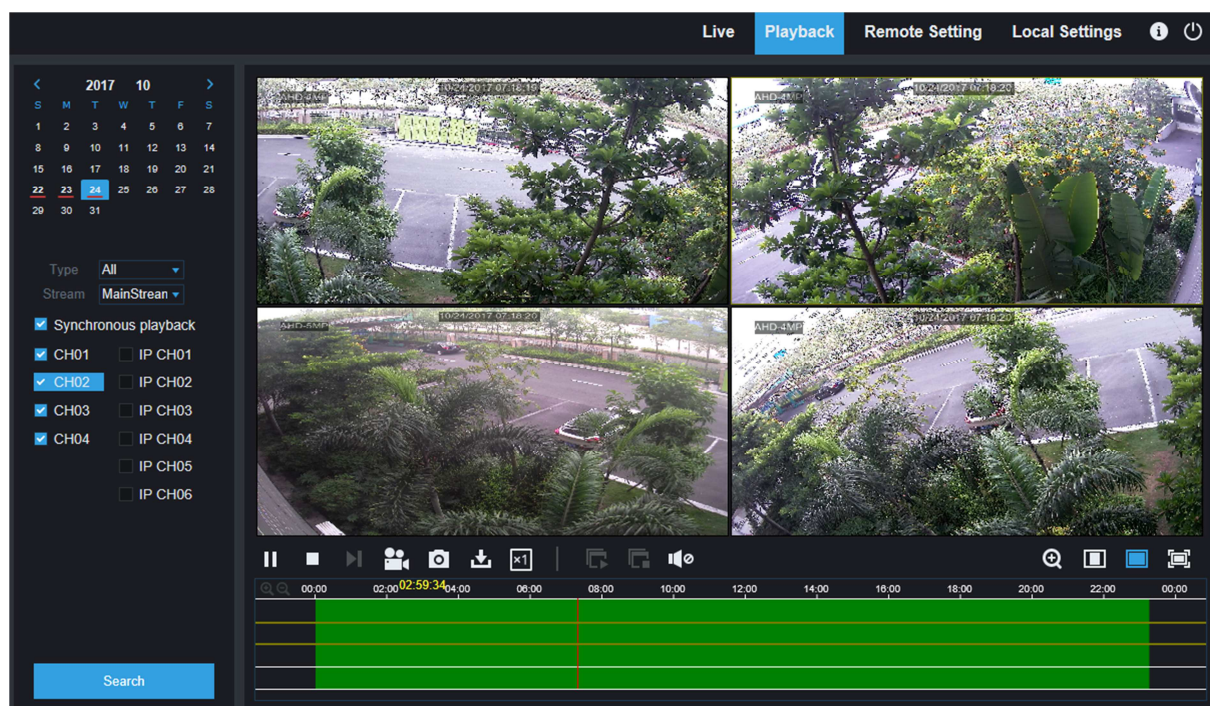 Live Playback Remote Setting Local Settings
2017 10
S M T W T F S
1 2 3 4 5 6 7
8 9 10 11 12 13 14
15 16 17 18 19 20 21
22 23 24 25 26 27 28
29 30 31
Type All
Stream MainStrean
Synchronous playback
CH01 IP CH01
CH02 IP CH02
CH03 IP CH03
CH04 IP CH04
IP CH05
IP CH06
Search
AHD-4MP 10/24/2017 07:18:19
AHD-4MP 10/24/2017 07:18:20
AHD-5MP 10/24/2017 07:18:20
AHD-4MP 10/24/2017 07:18:20
×1
00:00 02:00 02:59:34 04:00 06:00 08:00 10:00 12:00 14:00 16:00 18:00 20:00 22:00 00:00